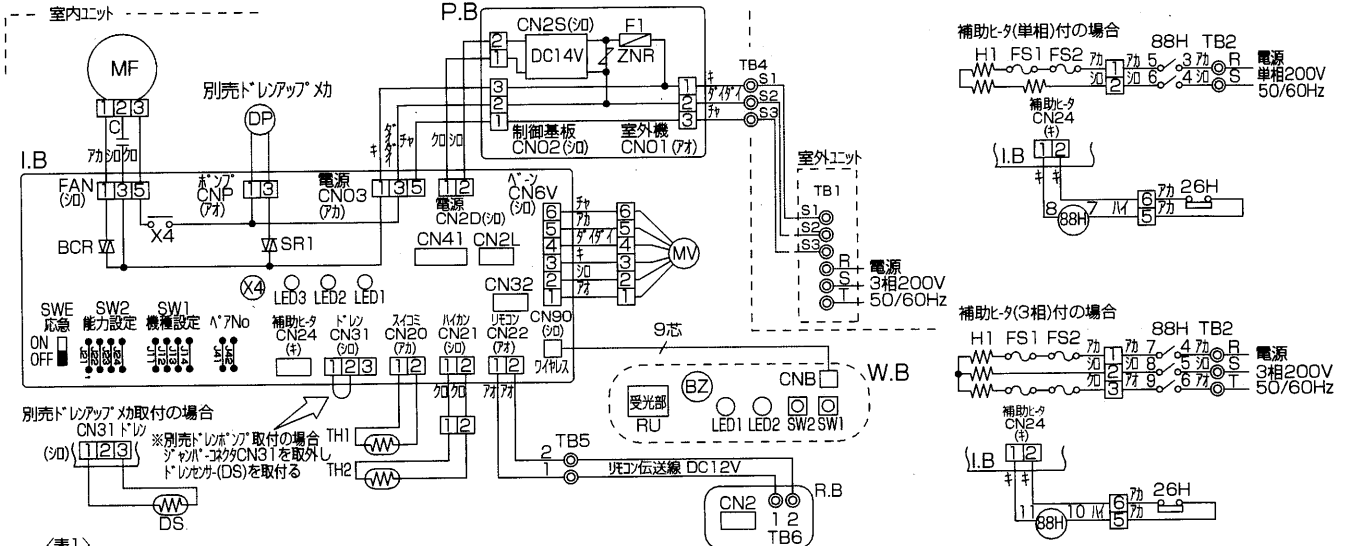 室内ユニット
MF
1 2 3
C
アカ シロ クロ
別売ドレンアップメカ
DP
P.B
CN2S(シロ)
F1
DC14V
ZNR
2
1
3
2
1
制御基板
CN02(シロ)
室外機
CN01(アオ)
1
2
3
キ
ダイダイ
チャ
TB4
S1
S2
S3
キ
ダイダイ
チャ
クロ シロ
I.B
FAN
(シロ)
1 3 5
ポンプ
CNP
(アオ)
1 3
電源
CN03
(アカ)
1 3 5
1 2
電源
CN2D(シロ)
ベーン
CN6V
(シロ)
X4
BCR
SR1
CN41
CN2L
CN32
6
5
4
3
2
1
チャ
アカ
ダイダイ
キ
シロ
アオ
6
5
4
3
2
1
MV
X4
LED3 LED2 LED1
室外ユニット
TB1
S1
S2
S3
R
S
T
電源
3相200V
50/60Hz
SWE
応急
ON
OFF
SW2
能力設定
J21
J22
J23
J24
SW1
機種設定
J11
J12
J13
J14
ペアNo
J41
J42
補助ヒータ
CN24
(キ)
ドレン
CN31
(シロ)
1 2 3
スイコミ
CN20
(アカ)
1 2
ハイカン
CN21
(シロ)
1 2
リモコン
CN22
(アオ)
1 2
CN90
(シロ)
ワイヤレス
9芯
クロ クロ
アオ アオ
1 2
W.B
受光部
RU
BZ
CNB
LED1 LED2 SW2 SW1
別売ドレンアップメカ取付の場合
CN31 ドレン
(シロ)
1 2 3
DS
※別売ドレンポンプ取付の場合
ジャンパーコネクタCN31を取外し
ドレンセンサー(DS)を取付る
TH1
TH2
TB5
2
1
リモコン伝送線 DC12V
R.B
CN2
1 2
TB6
〈表1〉
補助ヒータ(単相)付の場合
H1 FS1 FS2
88H TB2
アカ 1 アカ 5 3 アカ R
シロ 2 シロ 6 4 シロ S
電源
単相200V
50/60Hz
補助ヒータ
CN24
(キ)
I.B
1 2
キ キ
8
88H
7 ハイ
6
5
アカ
アカ
26H
補助ヒータ(3相)付の場合
H1 FS1 FS2
88H TB2
アカ 1 アカ 7 4 アカ R
シロ 2 シロ 8 5 シロ S
クロ 3 アオ 9 6 アオ T
電源
3相200V
50/60Hz
補助ヒータ
CN24
(キ)
I.B
1 2
キ キ
11
88H
10 ハイ
6
5
アカ
アカ
26H